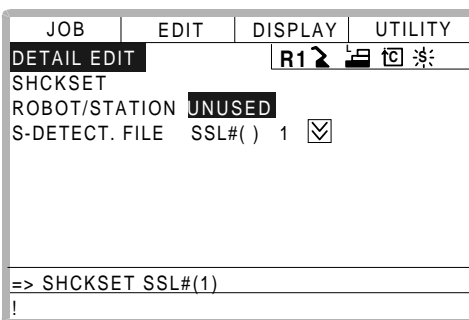 JOB EDIT DISPLAY UTILITY
DETAIL EDIT R1 C S
SHCKSET
ROBOT/STATION UNUSED
S-DETECT. FILE SSL#( ) 1
=> SHCKSET SSL#(1)
!